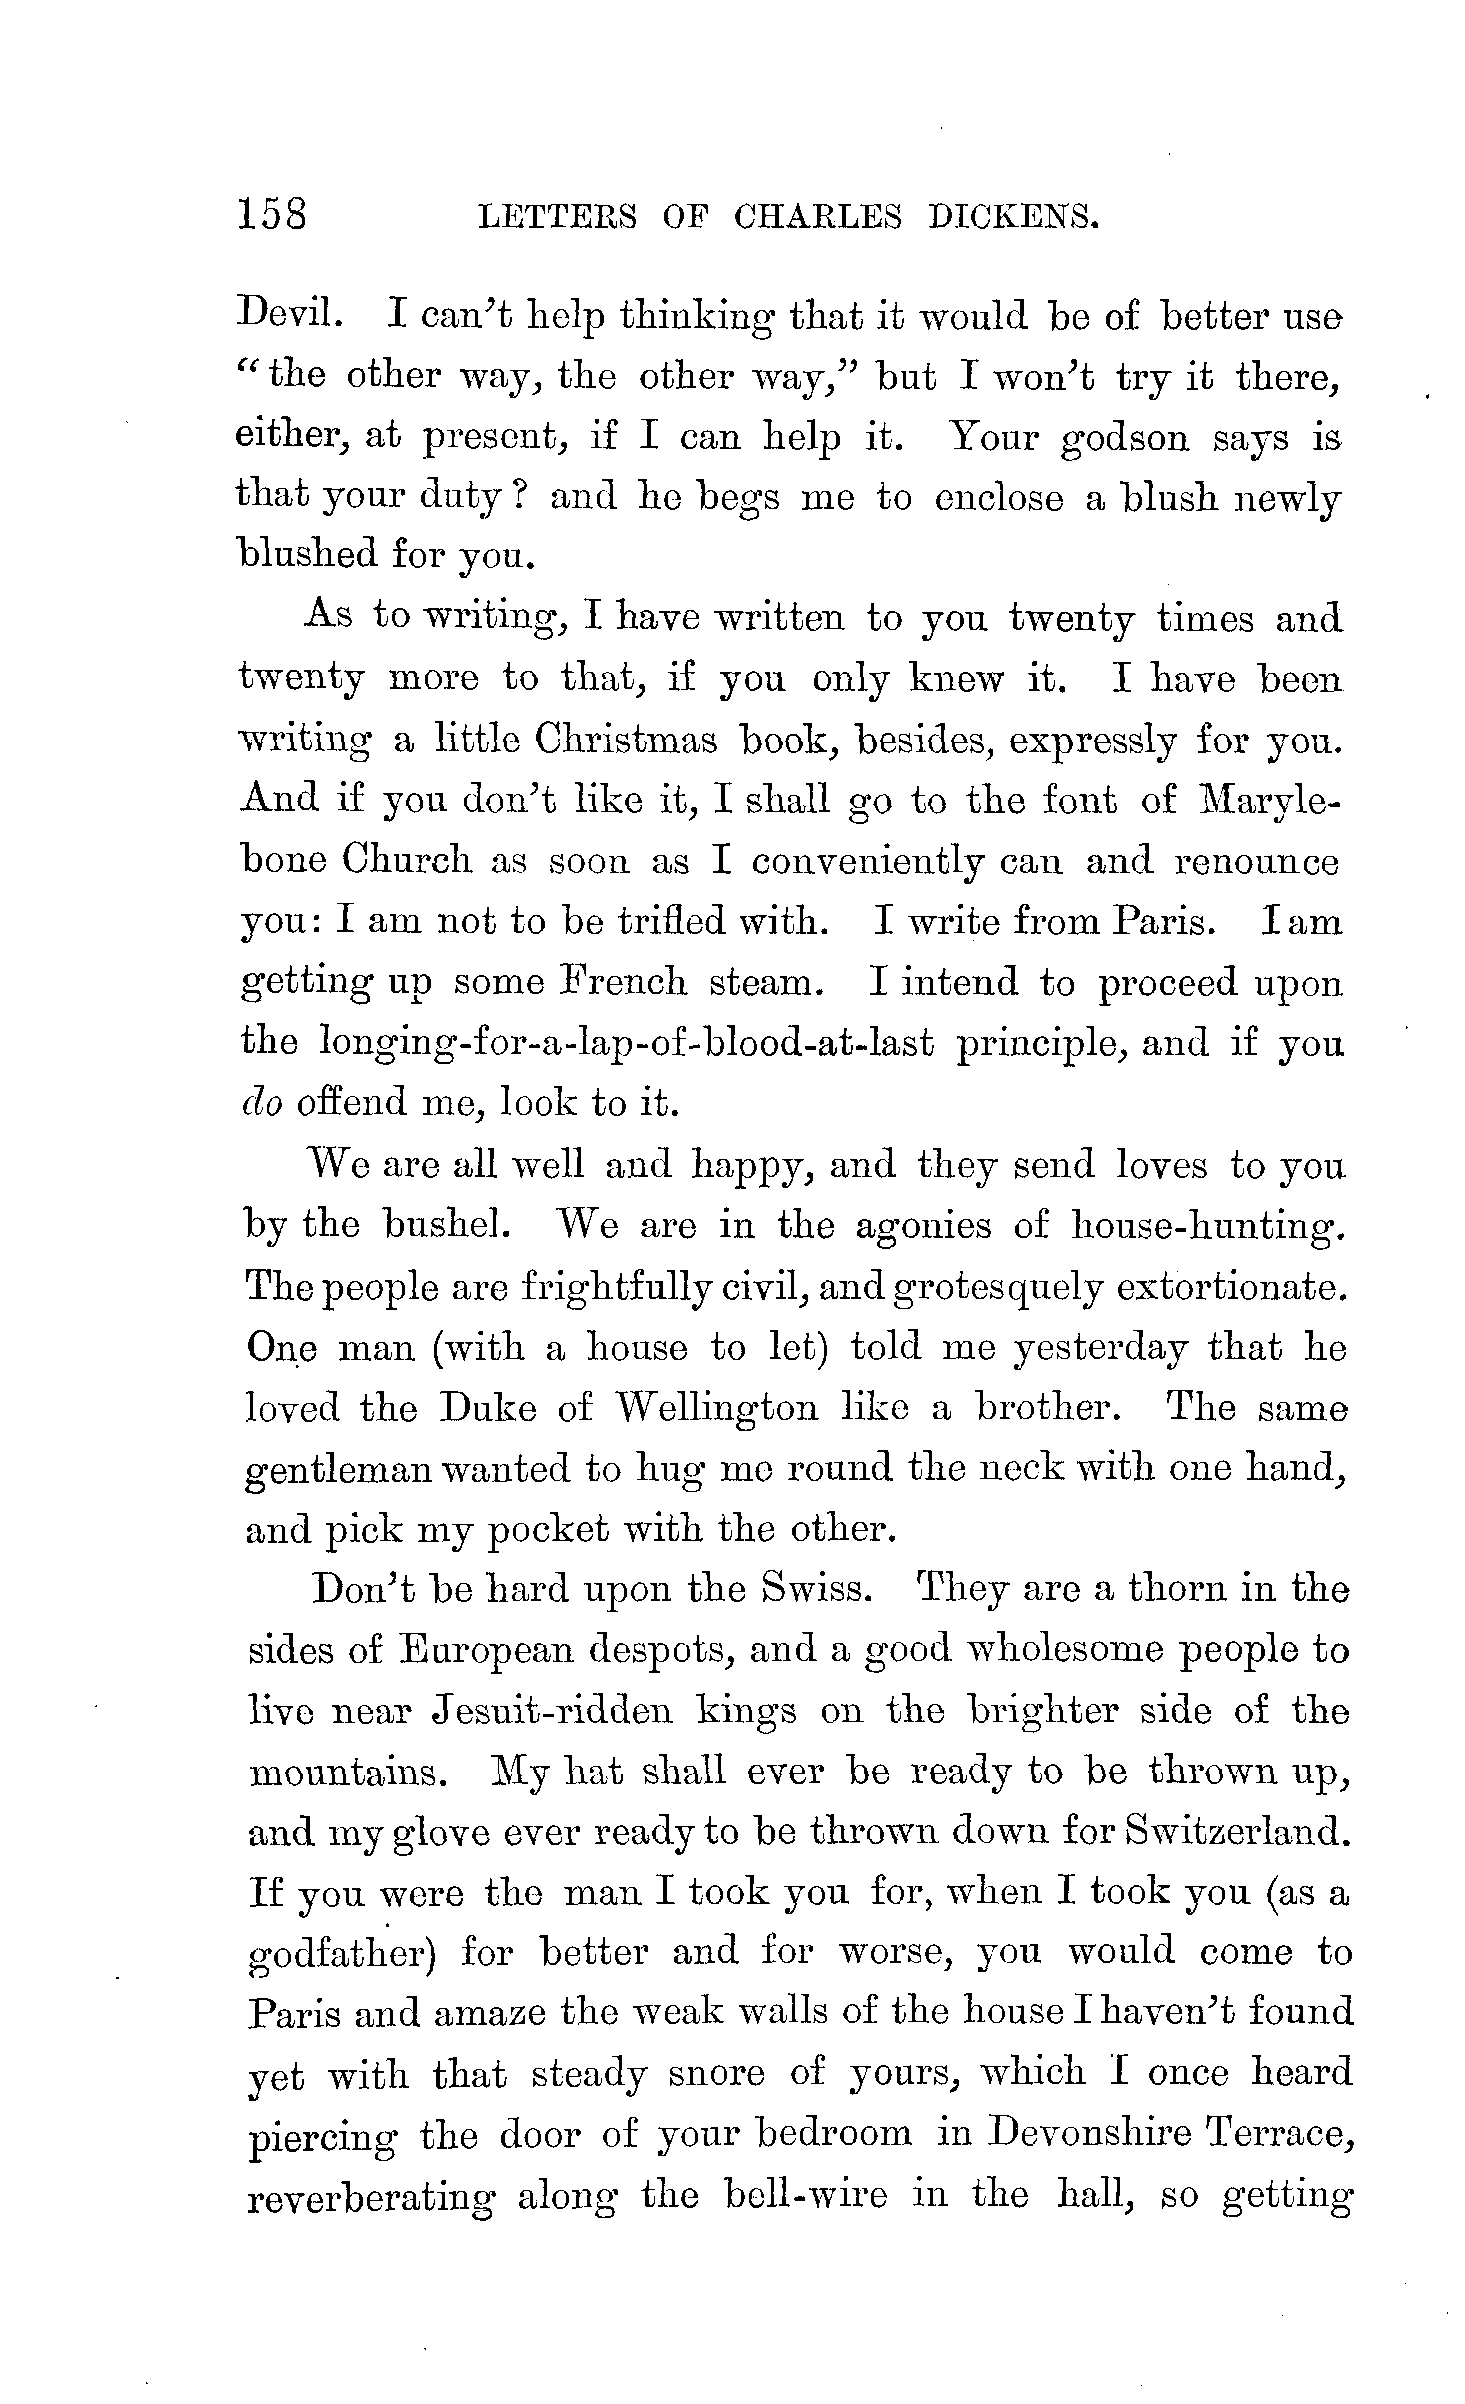 158 LETTERS OF CHARLES DICKENS.
Devil. I can't help thinking that it would be of better use
"the other way, the other way," but I won't try it there,
either, at present, if I can help it. Your godson says is
that your duty? and he begs me to enclose a blush newly
blushed for you.
As to writing, I have written to you twenty times and
twenty more to that, if you only knew it. I have been
writing a little Christmas book, besides, expressly for you.
And if you don't like it, I shall go to the font of Maryle-
bone Church as soon as I conveniently can and renounce
you: I am not to be trifled with. I write from Paris. I am
getting up some French steam. I intend to proceed upon
the longing-for-a-lap-of-blood-at-last principle, and if you
do offend me, look to it.
We are all well and happy, and they send loves to you
by the bushel. We are in the agonies of house-hunting.
The people are frightfully civil, and grotesquely extortionate.
One man (with a house to let) told me yesterday that he
loved the Duke of Wellington like a brother. The same
gentleman wanted to hug me round the neck with one hand,
and pick my pocket with the other.
Don't be hard upon the Swiss. They are a thorn in the
sides of European despots, and a good wholesome people to
live near Jesuit-ridden kings on the brighter side of the
mountains. My hat shall ever be ready to be thrown up,
and my glove ever ready to be thrown down for Switzerland.
If you were the man I took you for, when I took you (as a
godfather) for better and for worse, you would come to
Paris and amaze the weak walls of the house I haven't found
yet with that steady snore of yours, which I once heard
piercing the door of your bedroom in Devonshire Terrace,
reverberating along the bell-wire in the hall, so getting